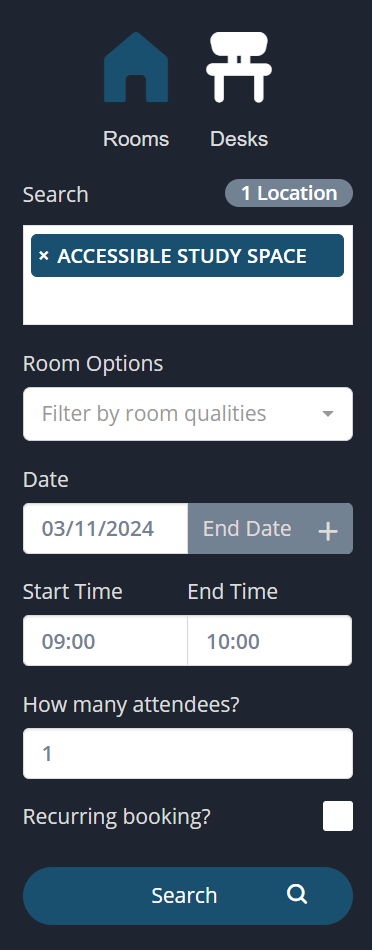 Rooms Desks
Search 1 Location
× ACCESSIBLE STUDY SPACE
Room Options
Filter by room qualities
Date
03/11/2024 End Date +
Start Time End Time
09:00 10:00
How many attendees?
1
Recurring booking?
Search